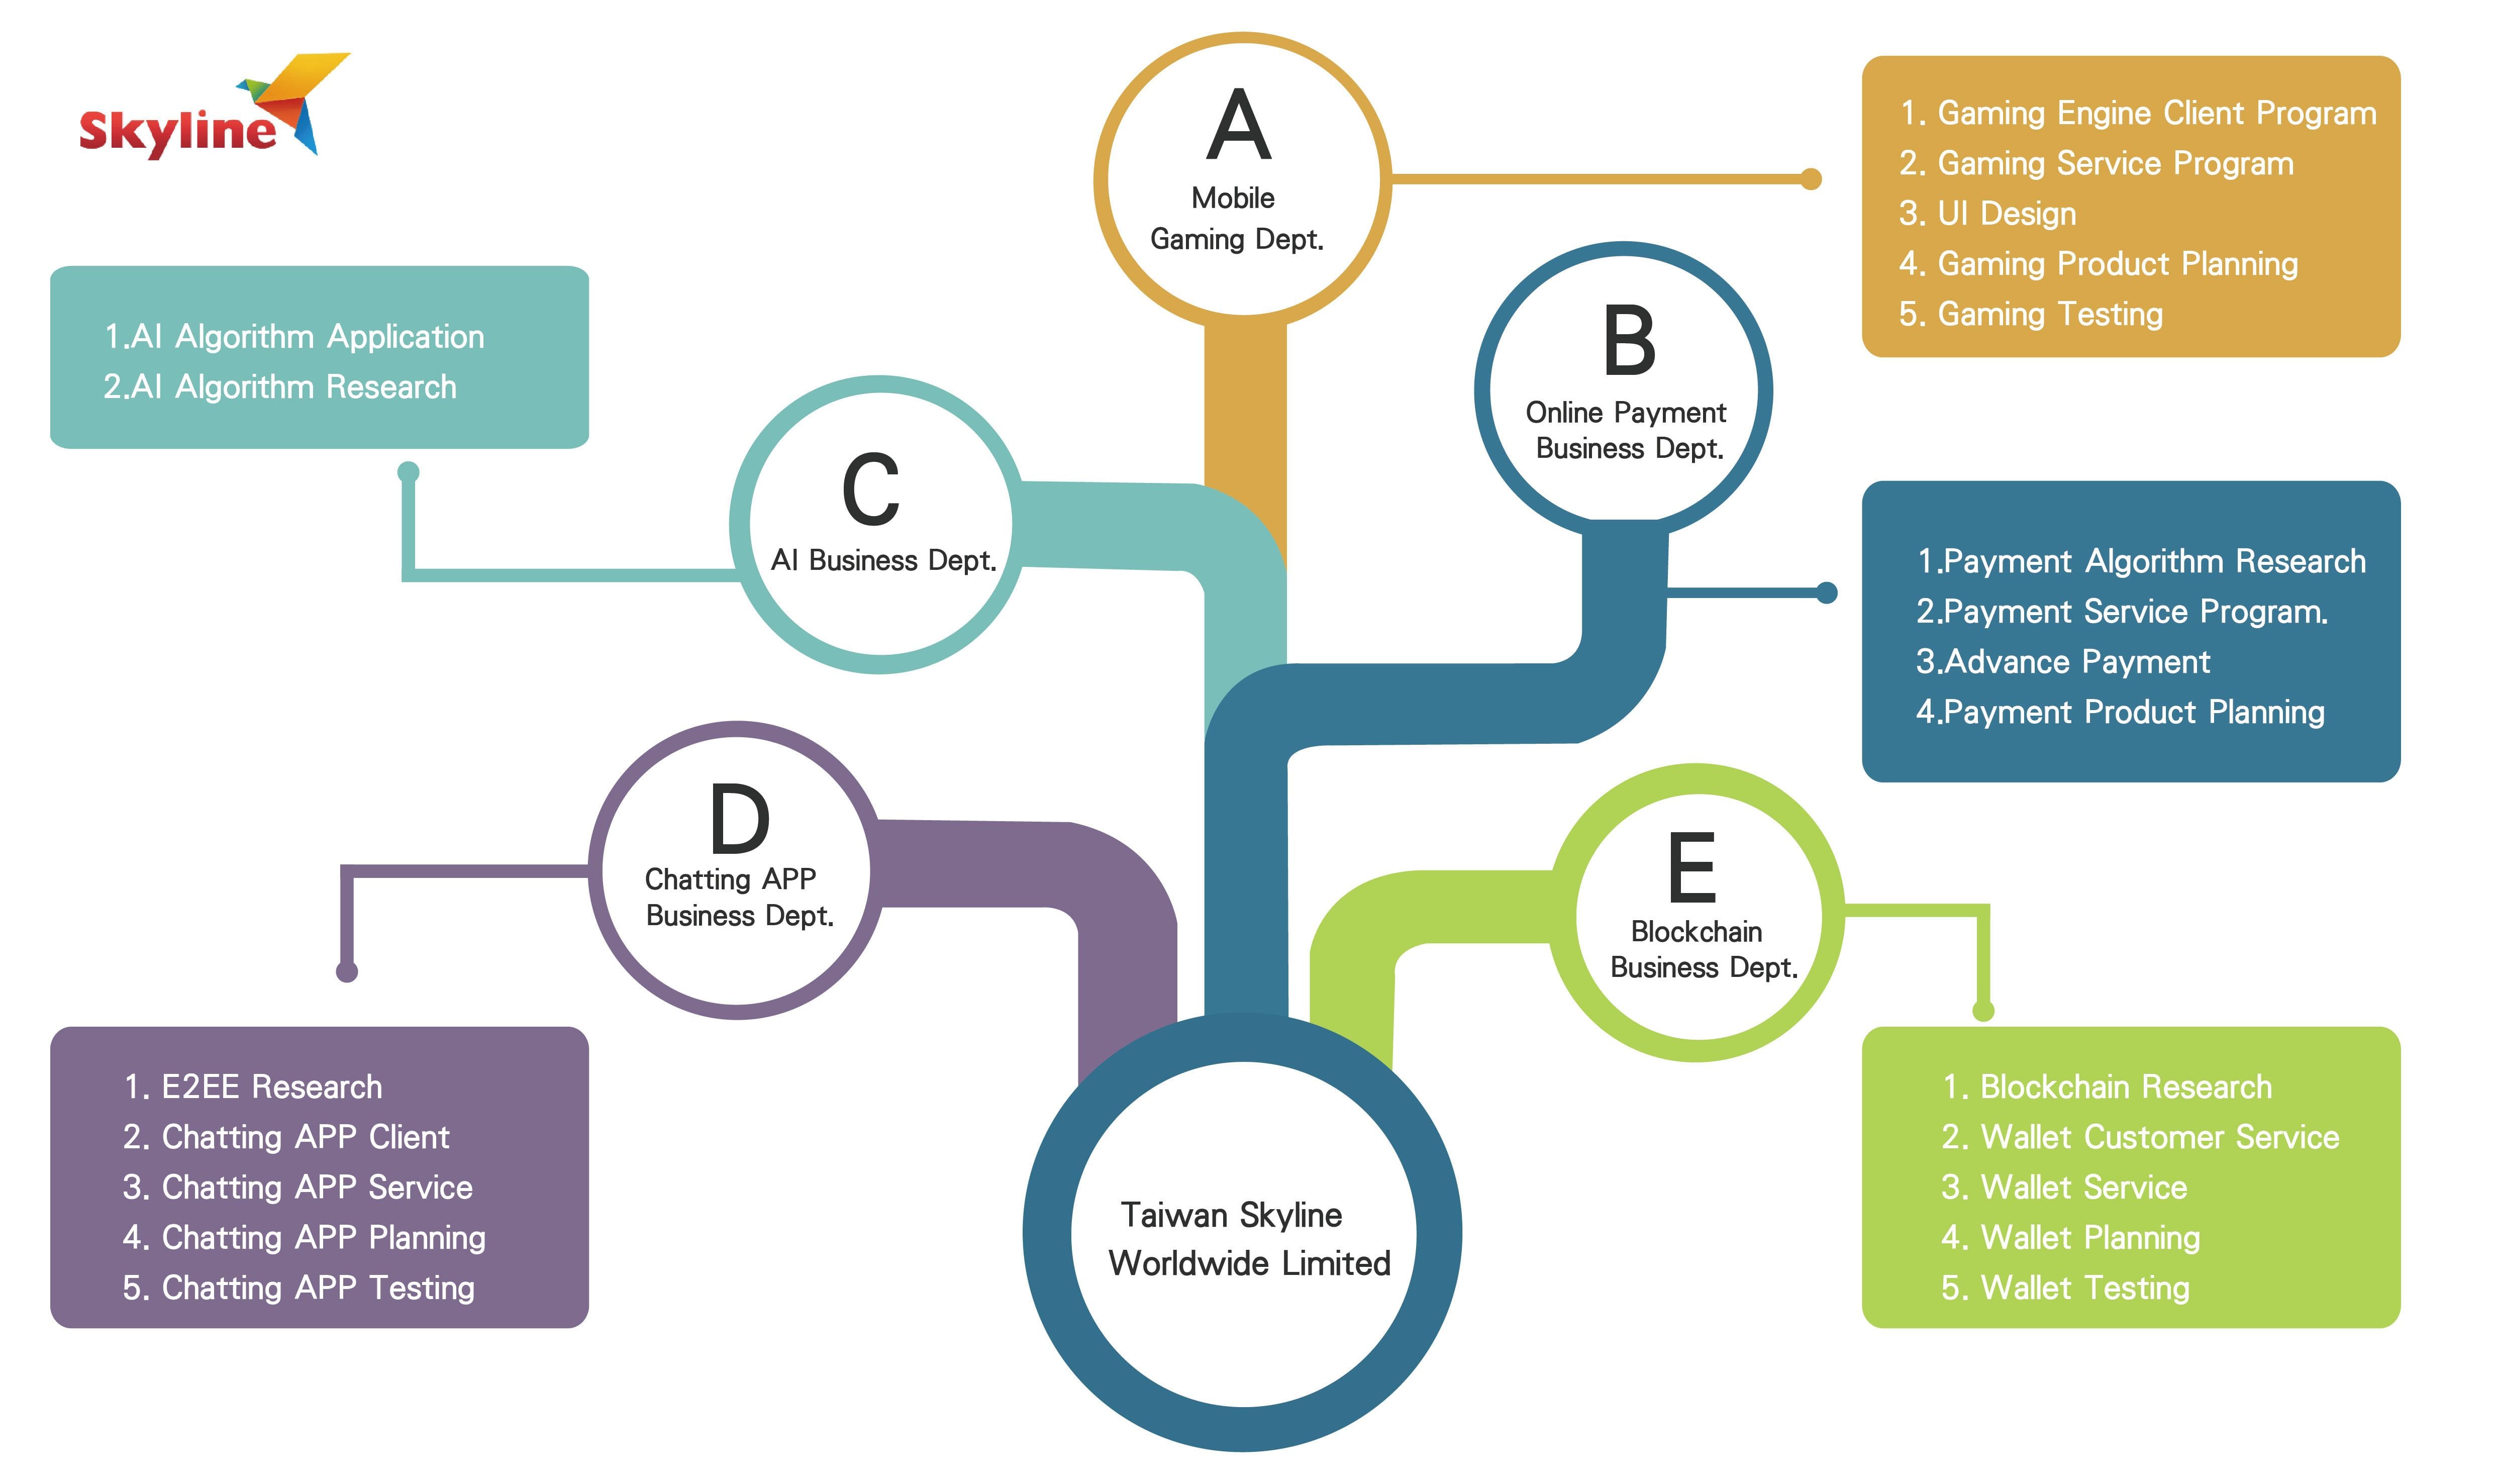 Skyline
A
Mobile
Gaming Dept.
1. Gaming Engine Client Program
2. Gaming Service Program
3. UI Design
4. Gaming Product Planning
5. Gaming Testing
B
Online Payment
Business Dept.
1.Payment Algorithm Research
2.Payment Service Program.
3.Advance Payment
4.Payment Product Planning
1.AI Algorithm Application
2.AI Algorithm Research
C
AI Business Dept.
D
Chatting APP
Business Dept.
1. E2EE Research
2. Chatting APP Client
3. Chatting APP Service
4. Chatting APP Planning
5. Chatting APP Testing
E
Blockchain
Business Dept.
1. Blockchain Research
2. Wallet Customer Service
3. Wallet Service
4. Wallet Planning
5. Wallet Testing
Taiwan Skyline
Worldwide Limited